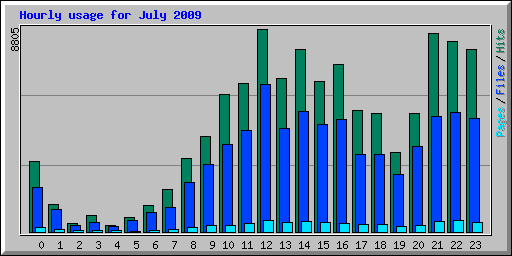 Hourly usage for July 2009
8805
Pages / Files / Hits
0 1 2 3 4 5 6 7 8 9 10 11 12 13 14 15 16 17 18 19 20 21 22 23